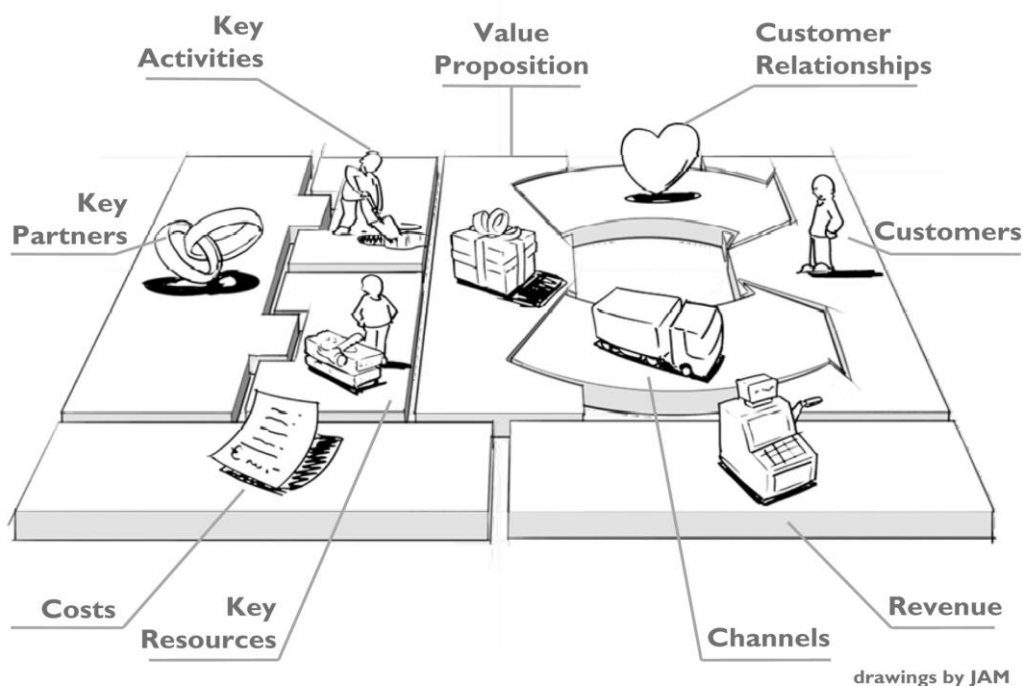 Key
Activities
Value
Proposition
Customer
Relationships
Key
Partners
Customers
Costs
Key
Resources
Channels
Revenue
drawings by JAM